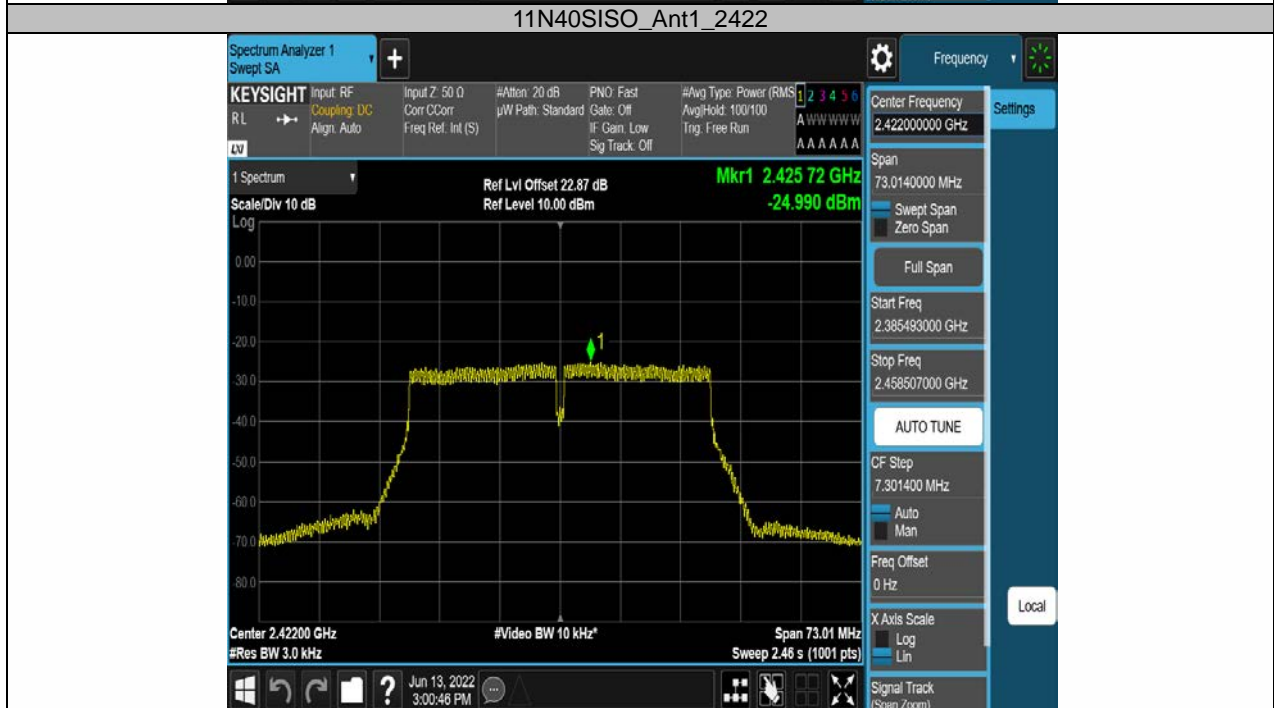 11N40SISO_Ant1_2422
Spectrum Analyzer 1
Swept SA
+
Frequency
KEYSIGHT
RL
LXI
Input: RF
Coupling: DC
Align: Auto
Input Z: 50 Ω
Corr CCorr
Freq Ref: Int (S)
#Atten: 20 dB
µW Path: Standard
PNO: Fast
Gate: Off
IF Gain: Low
Sig Track: Off
#Avg Type: Power (RMS
Avg|Hold: 100/100
Trig: Free Run
1 2 3 4 5 6
A W W W W W
A A A A A A
Center Frequency
2.422000000 GHz
Settings
1 Spectrum
Scale/Div 10 dB
Log
Ref Lvl Offset 22.87 dB
Ref Level 10.00 dBm
Mkr1 2.425 72 GHz
-24.990 dBm
Span
73.0140000 MHz
Swept Span
Zero Span
Full Span
Start Freq
2.385493000 GHz
Stop Freq
2.458507000 GHz
AUTO TUNE
CF Step
7.301400 MHz
Auto
Man
Freq Offset
0 Hz
X Axis Scale
Log
Lin
Local
Signal Track
(Span Zoom)
0.00
-10.0
-20.0
1
-30.0
-40.0
-50.0
-60.0
-70.0
-80.0
Center 2.42200 GHz
#Res BW 3.0 kHz
#Video BW 10 kHz*
Span 73.01 MHz
Sweep 2.46 s (1001 pts)
?
Jun 13, 2022
3:00:46 PM